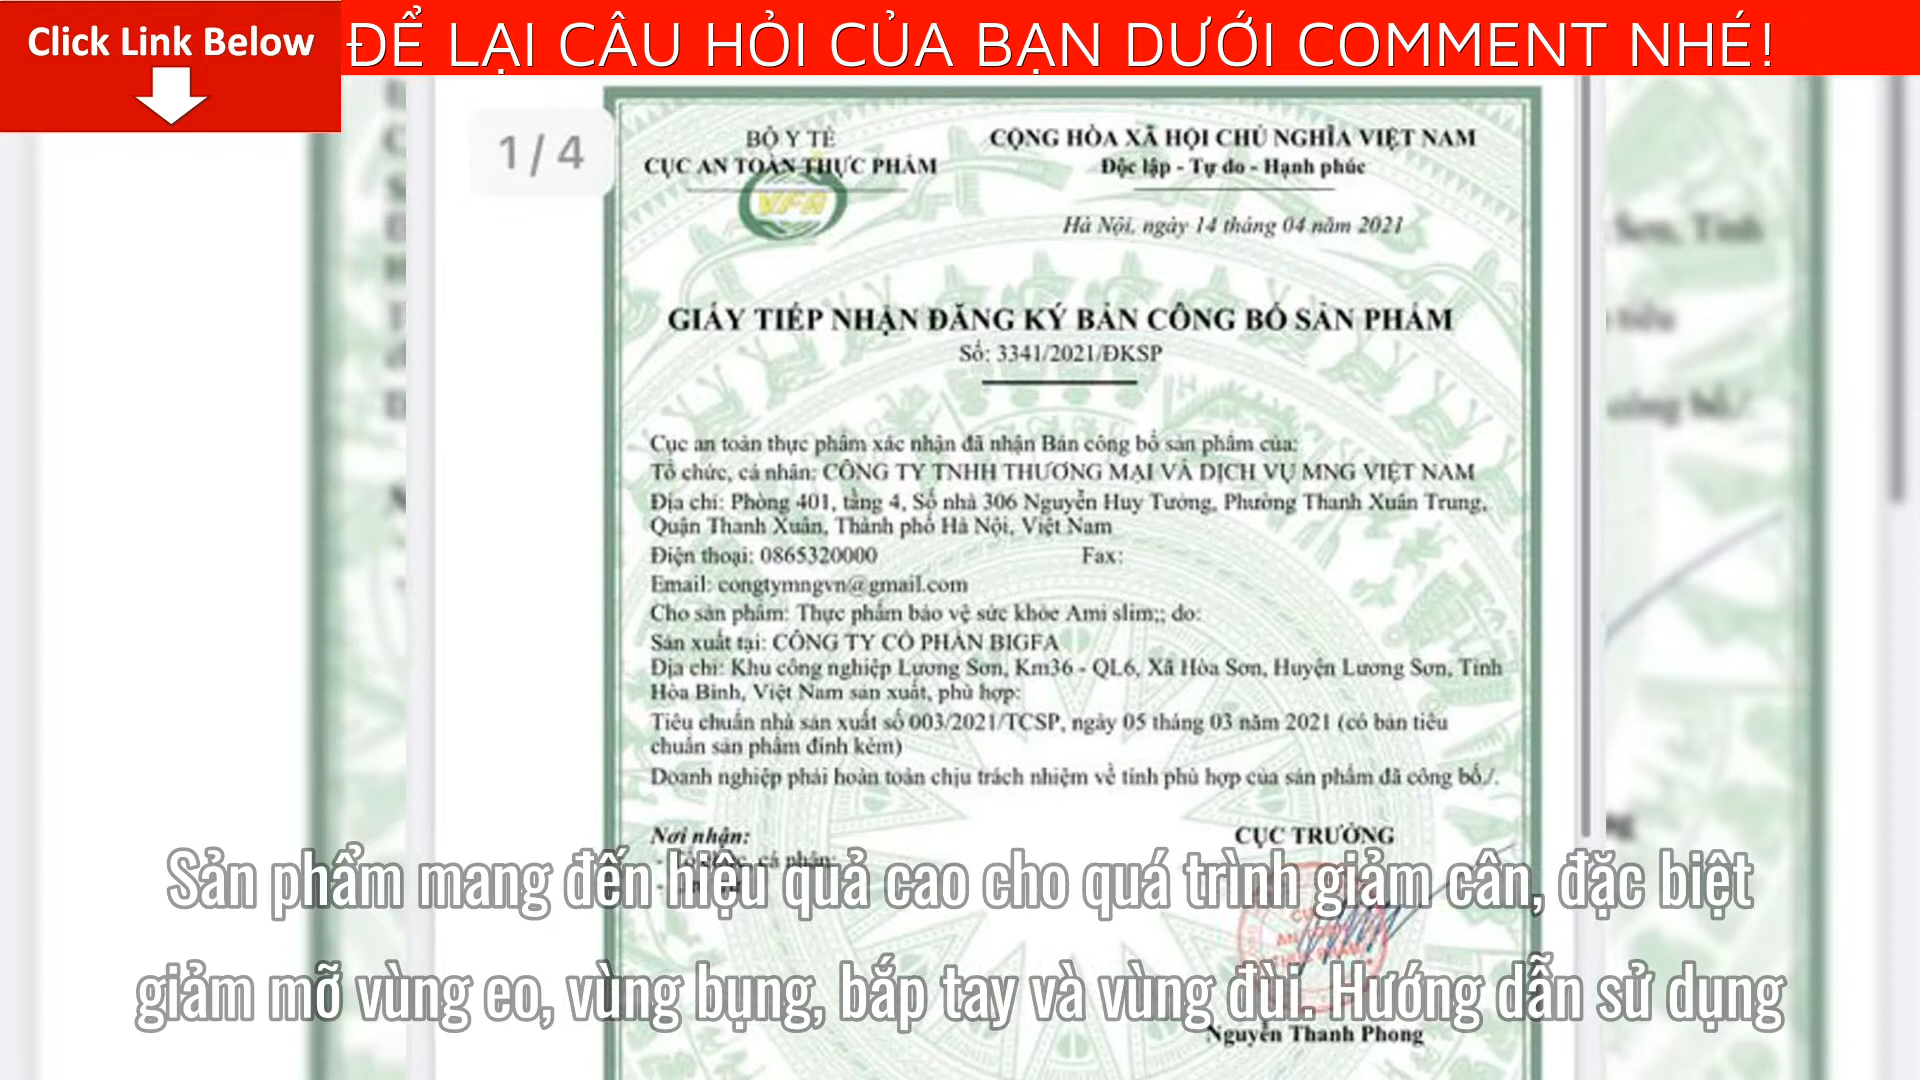 Click Link Below
ĐỂ LẠI CÂU HỎI CỦA BẠN DƯỚI COMMENT NHÉ!
1/4
BỘ Y TẾ
CỤC AN TOÀN THỰC PHẨM
VFA
CỘNG HÒA XÃ HỘI CHỦ NGHĨA VIỆT NAM
Độc lập - Tự do - Hạnh phúc
Hà Nội, ngày 14 tháng 04 năm 2021
GIẤY TIẾP NHẬN ĐĂNG KÝ BẢN CÔNG BỐ SẢN PHẨM
Số: 3341/2021/ĐKSP
Cục an toàn thực phẩm xác nhận đã nhận Bản công bố sản phẩm của:
Tổ chức, cá nhân: CÔNG TY TNHH THƯƠNG MẠI VÀ DỊCH VỤ MNG VIỆT NAM
Địa chỉ: Phòng 401, tầng 4, Số nhà 306 Nguyễn Huy Tưởng, Phường Thanh Xuân Trung,
Quận Thanh Xuân, Thành phố Hà Nội, Việt Nam
Điện thoại: 0865320000 Fax:
Email: congtymngvn@gmail.com
Cho sản phẩm: Thực phẩm bảo vệ sức khỏe Ami slim;; do:
Sản xuất tại: CÔNG TY CỔ PHẦN BIGFA
Địa chỉ: Khu công nghiệp Lương Sơn, Km36 - QL6, Xã Hòa Sơn, Huyện Lương Sơn, Tỉnh
Hòa Bình, Việt Nam sản xuất, phù hợp:
Tiêu chuẩn nhà sản xuất số 003/2021/TCSP, ngày 05 tháng 03 năm 2021 (có bản tiêu
chuẩn sản phẩm đính kèm)
Doanh nghiệp phải hoàn toàn chịu trách nhiệm về tính phù hợp của sản phẩm đã công bố./.
Nơi nhận:
CỤC TRƯỞNG
Sản phẩm mang đến hiệu quả cao cho quá trình giảm cân, đặc biệt
giảm mỡ vùng eo, vùng bụng, bắp tay và vùng đùi. Hướng dẫn sử dụng
Nguyễn Thanh Phong